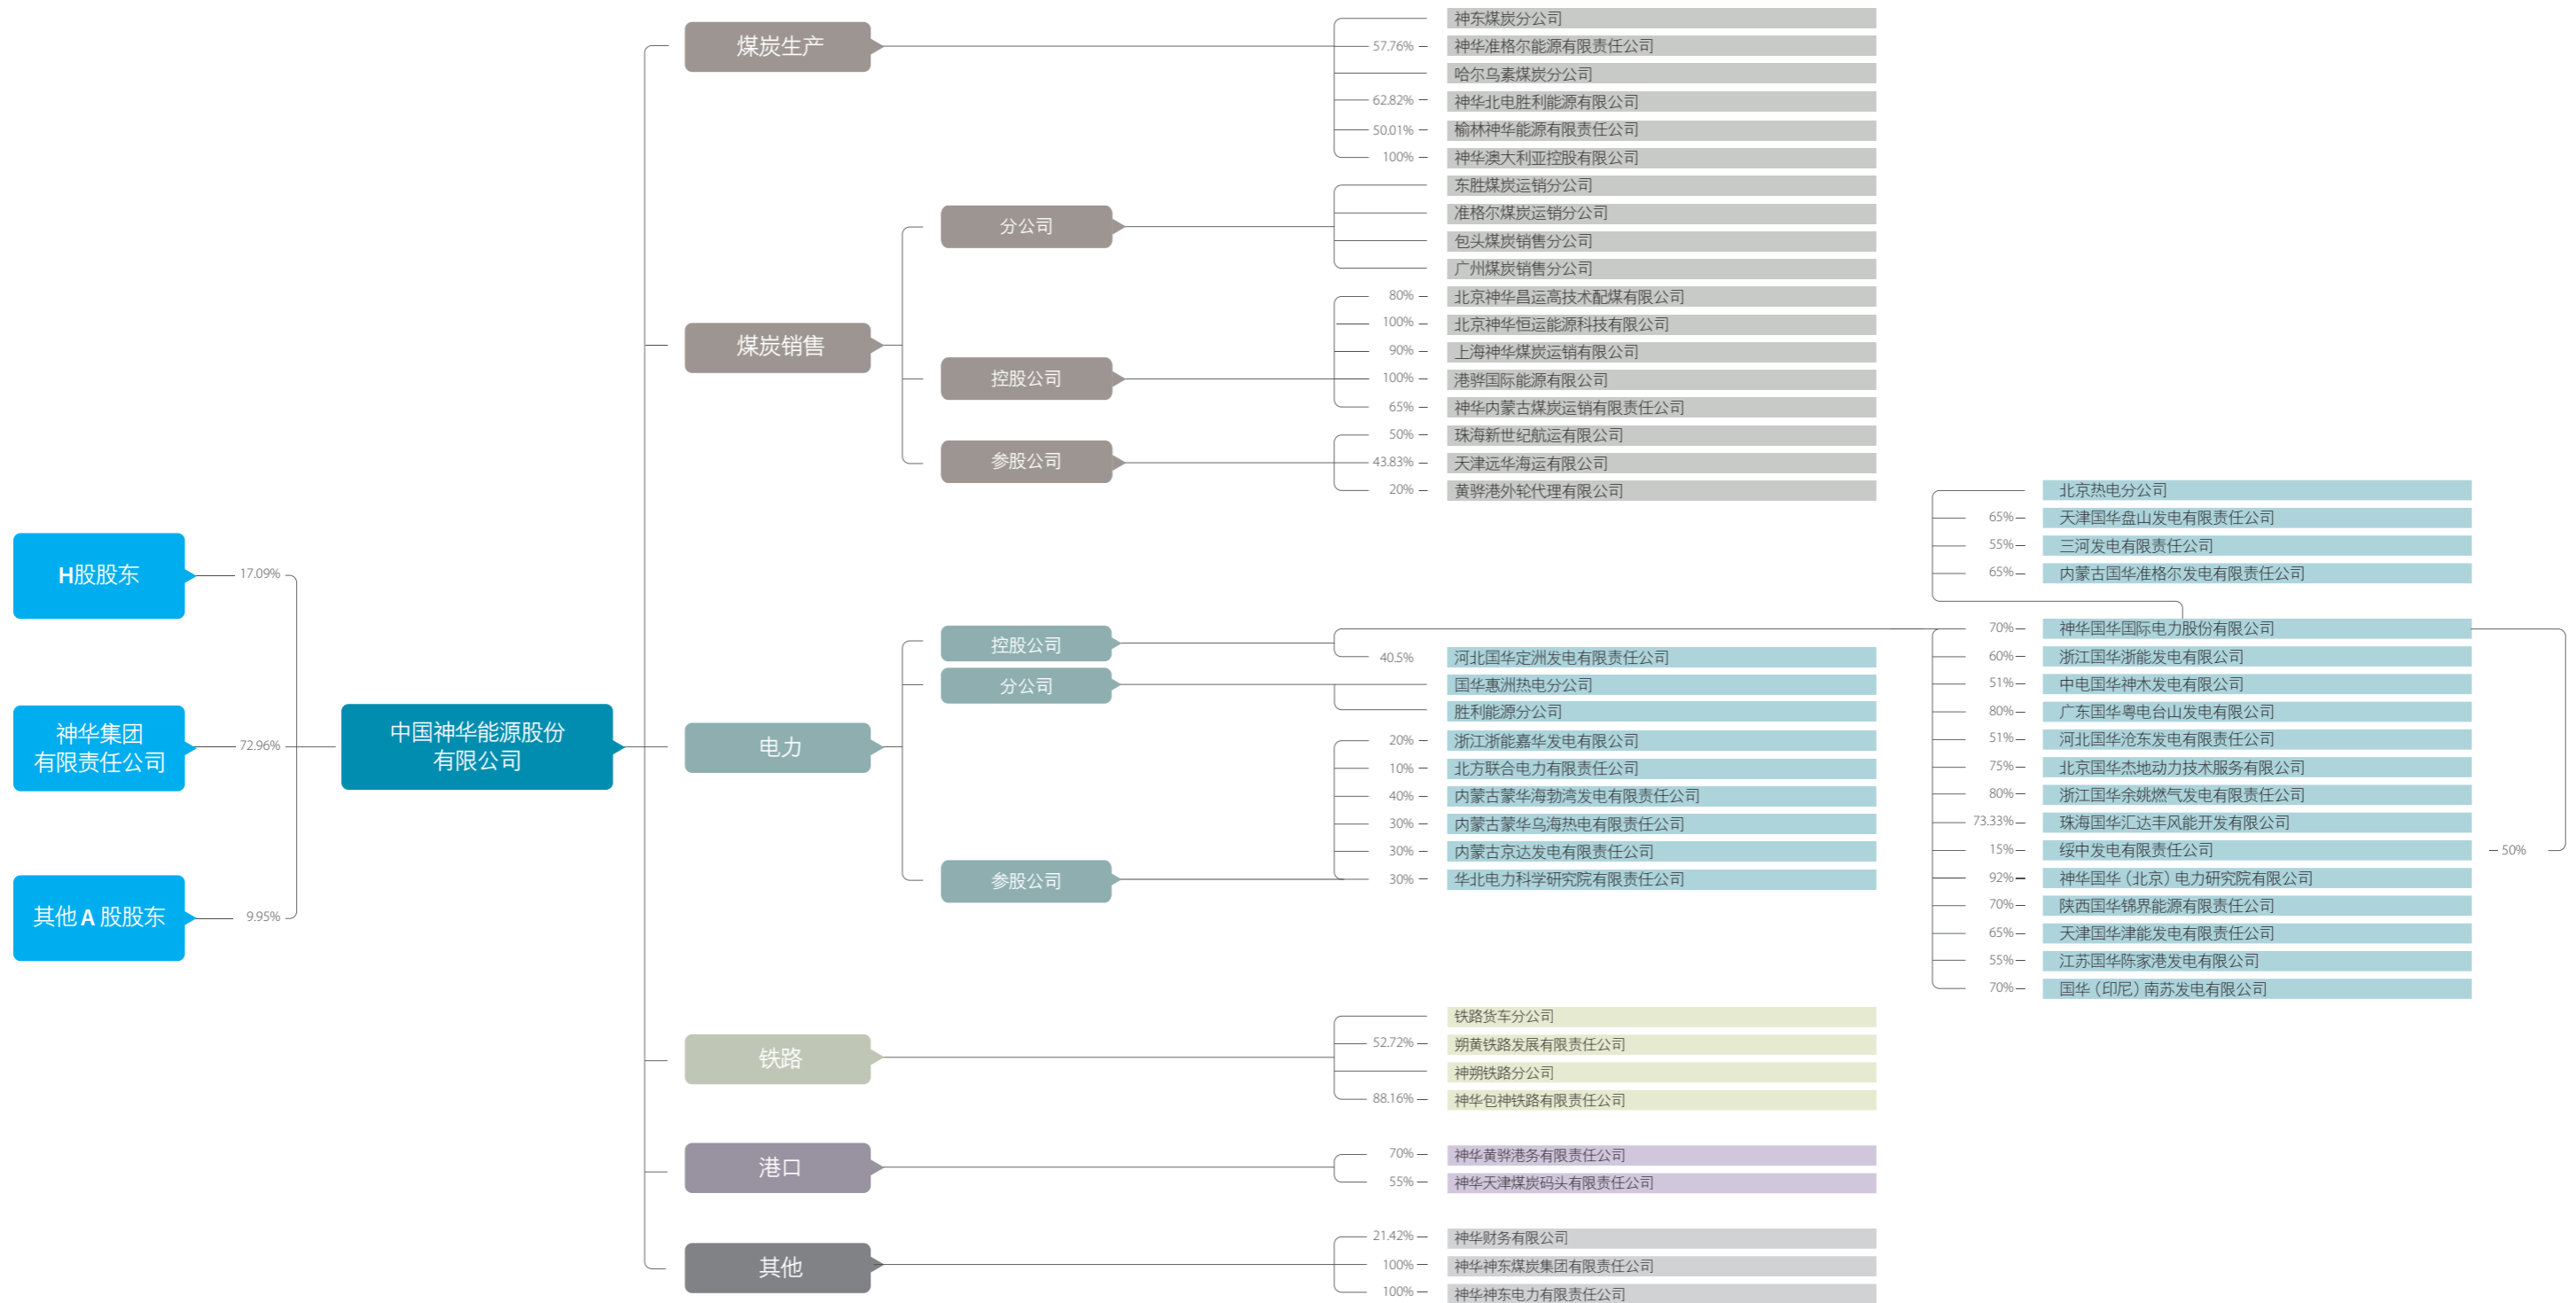 H股股东
17.09%
神华集团
有限责任公司
72.96%
其他 A 股股东
9.95%
中国神华能源股份
有限公司
煤炭生产
神东煤炭分公司
57.76%
神华准格尔能源有限责任公司
哈尔乌素煤炭分公司
62.82%
神华北电胜利能源有限公司
50.01%
榆林神华能源有限责任公司
100%
神华澳大利亚控股有限公司
煤炭销售
分公司
东胜煤炭运销分公司
准格尔煤炭运销分公司
包头煤炭销售分公司
广州煤炭销售分公司
控股公司
80%
北京神华昌运高技术配煤有限公司
100%
北京神华恒运能源科技有限公司
90%
上海神华煤炭运销有限公司
100%
港骅国际能源有限公司
65%
神华内蒙古煤炭运销有限责任公司
参股公司
50%
珠海新世纪航运有限公司
43.83%
天津远华海运有限公司
20%
黄骅港外轮代理有限公司
电力
控股公司
40.5%
河北国华定洲发电有限责任公司
分公司
国华惠洲热电分公司
胜利能源分公司
参股公司
20%
浙江浙能嘉华发电有限公司
10%
北方联合电力有限责任公司
40%
内蒙古蒙华海勃湾发电有限责任公司
30%
内蒙古蒙华乌海热电有限责任公司
30%
内蒙古京达发电有限责任公司
30%
华北电力科学研究院有限责任公司
北京热电分公司
65%
天津国华盘山发电有限责任公司
55%
三河发电有限责任公司
65%
内蒙古国华准格尔发电有限责任公司
70%
神华国华国际电力股份有限公司
60%
浙江国华浙能发电有限公司
51%
中电国华神木发电有限公司
80%
广东国华粤电台山发电有限公司
51%
河北国华沧东发电有限责任公司
75%
北京国华杰地动力技术服务有限公司
80%
浙江国华余姚燃气发电有限责任公司
73.33%
珠海国华汇达丰风能开发有限公司
15%
绥中发电有限责任公司
50%
92%
神华国华（北京）电力研究院有限公司
70%
陕西国华锦界能源有限责任公司
65%
天津国华津能发电有限责任公司
55%
江苏国华陈家港发电有限公司
70%
国华（印尼）南苏发电有限公司
铁路
铁路货车分公司
52.72%
朔黄铁路发展有限责任公司
神朔铁路分公司
88.16%
神华包神铁路有限责任公司
港口
70%
神华黄骅港务有限责任公司
55%
神华天津煤炭码头有限责任公司
其他
21.42%
神华财务有限公司
100%
神华神东煤炭集团有限责任公司
100%
神华神东电力有限责任公司